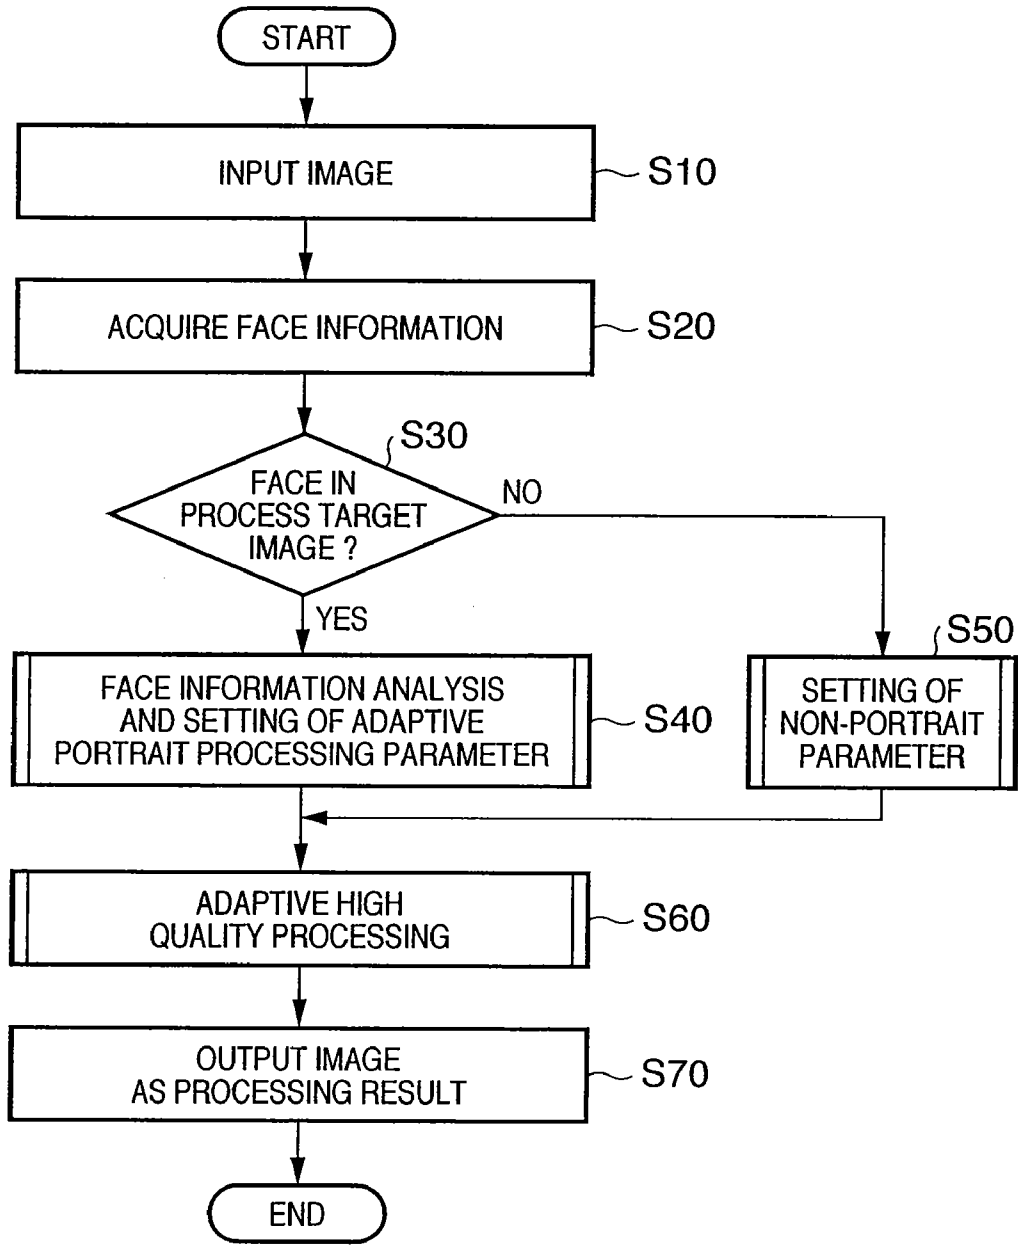 START
INPUT IMAGE
S10
ACQUIRE FACE INFORMATION
S20
S30
FACE IN
PROCESS TARGET
IMAGE ?
NO
YES
FACE INFORMATION ANALYSIS
AND SETTING OF ADAPTIVE
PORTRAIT PROCESSING PARAMETER
S40
S50
SETTING OF
NON-PORTRAIT
PARAMETER
ADAPTIVE HIGH
QUALITY PROCESSING
S60
OUTPUT IMAGE
AS PROCESSING RESULT
S70
END